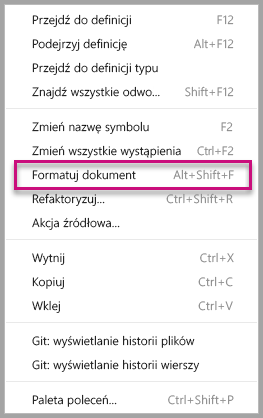 Przejdź do definicji F12
Podejrzyj definicję Alt+F12
Przejdź do definicji typu
Znajdź wszystkie odwo... Shift+F12
Zmień nazwę symbolu F2
Zmień wszystkie wystąpienia Ctrl+F2
Formatuj dokument Alt+Shift+F
Refaktoryzuj... Ctrl+Shift+R
Akcja źródłowa...
Wytnij Ctrl+X
Kopiuj Ctrl+C
Wklej Ctrl+V
Git: wyświetlanie historii plików
Git: wyświetlanie historii wierszy
Paleta poleceń... Ctrl+Shift+P